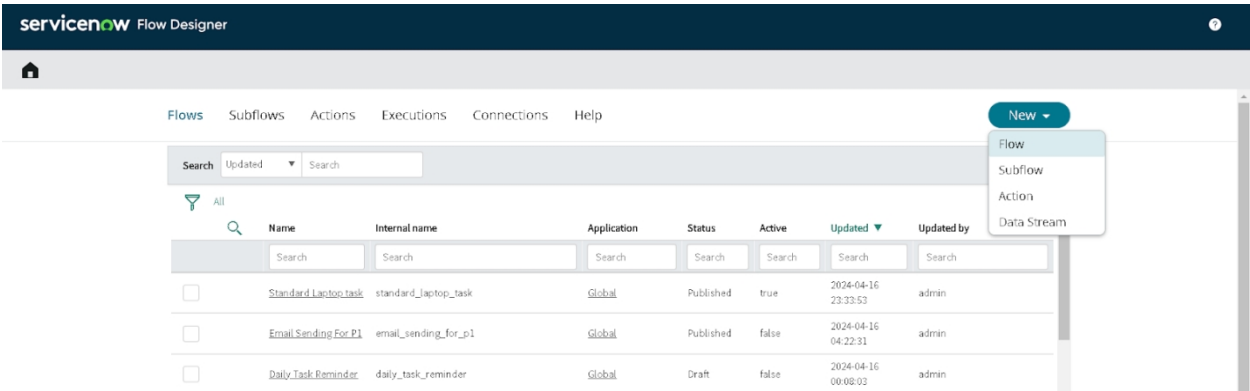 servicenow Flow Designer
?
Flows Subflows Actions Executions Connections Help New
Flow
Subflow
Action
Data Stream
Search Updated Search
All
Name Internal name Application Status Active Updated Updated by
Search Search Search Search Search Search Search
Standard Laptop task standard_laptop_task Global Published true 2024-04-16 23:33:53 admin
Email Sending For P1 email_sending_for_p1 Global Published false 2024-04-16 04:22:31 admin
Daily Task Reminder daily_task_reminder Global Draft false 2024-04-16 00:08:03 admin